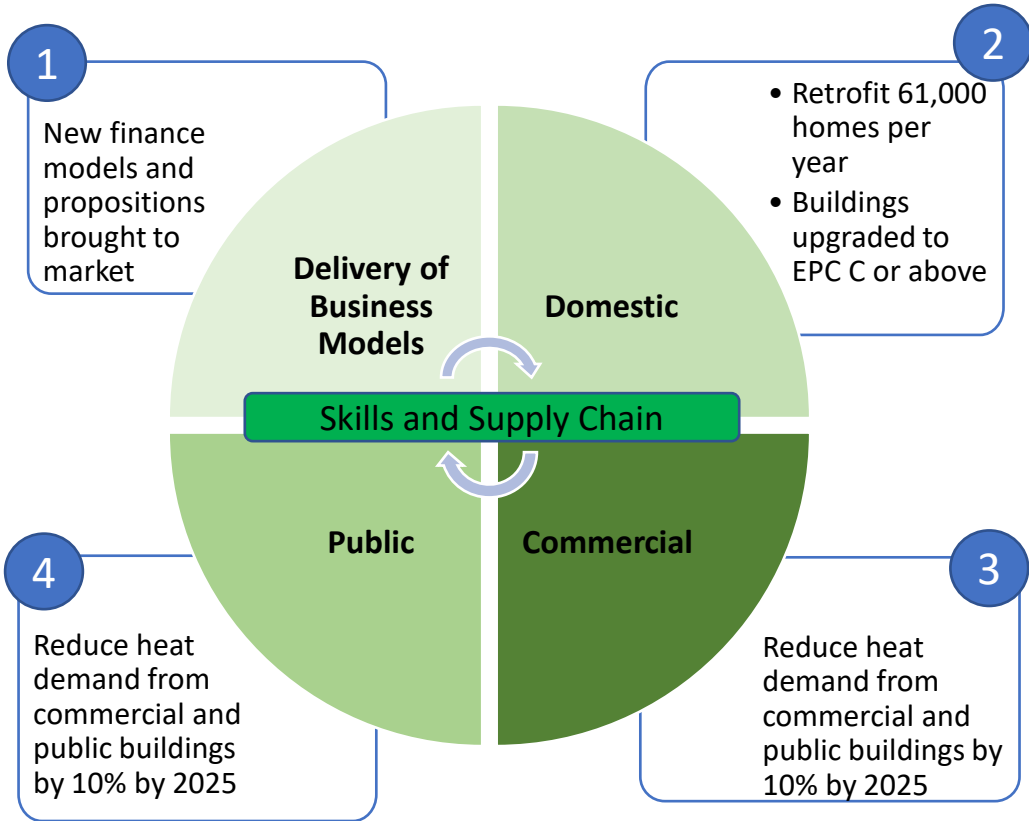 1
New finance
models and
propositions
brought to
market
2
• Retrofit 61,000
homes per
year
• Buildings
upgraded to
EPC C or above
Delivery of
Business
Models
Domestic
Skills and Supply Chain
Public
Commercial
4
Reduce heat
demand from
commercial and
public buildings
by 10% by 2025
3
Reduce heat
demand from
commercial and
public buildings
by 10% by 2025